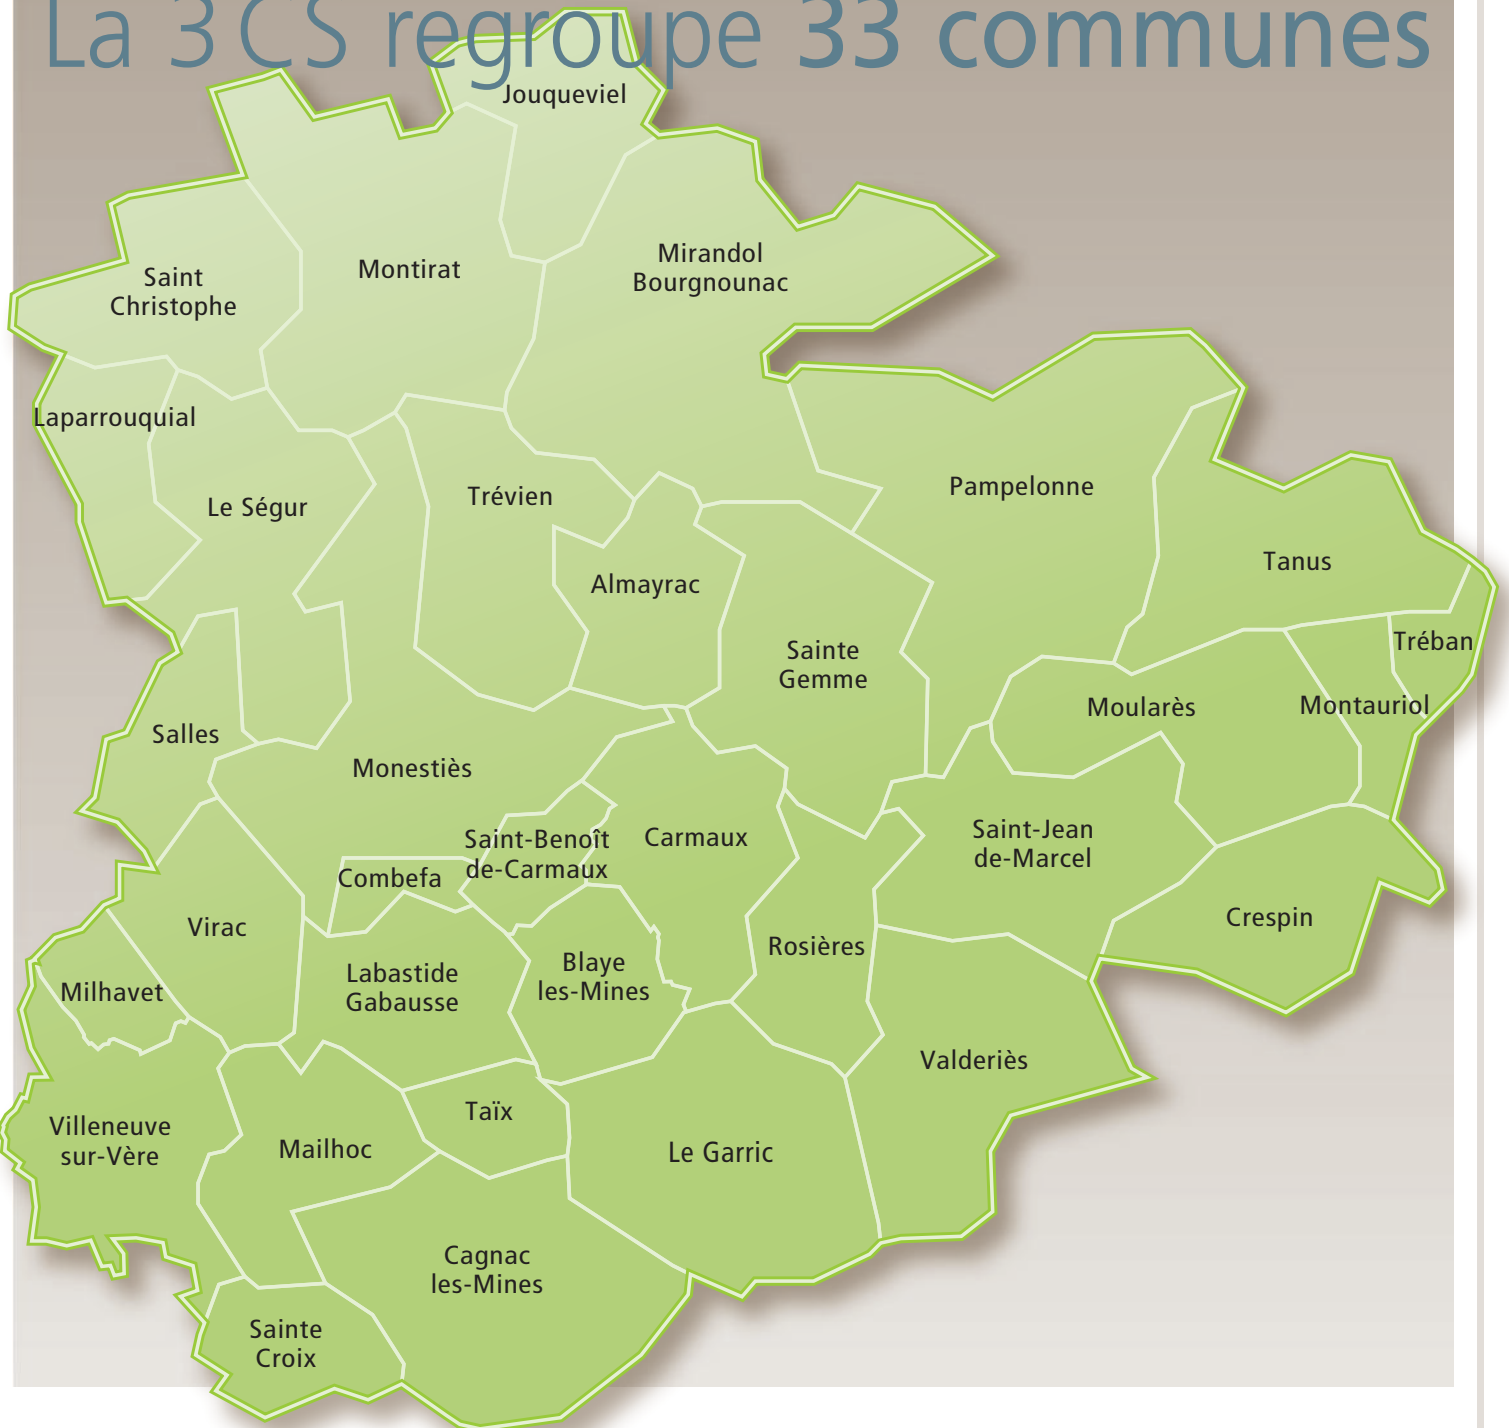 La 3CS regroupe 33 communes
Jouqueviel
Mirandol
Bourgnounac
Montirat
Saint
Christophe
Laparrouquial
Le Ségur
Trévien
Pampelonne
Tanus
Almayrac
Tréban
Sainte
Gemme
Moularès
Montauriol
Salles
Monestiès
Saint-Benoît
de-Carmaux
Carmaux
Saint-Jean
de-Marcel
Combefa
Virac
Crespin
Rosières
Labastide
Gabausse
Blaye
les-Mines
Milhavet
Valderiès
Taïx
Villeneuve
sur-Vère
Mailhoc
Le Garric
Cagnac
les-Mines
Sainte
Croix